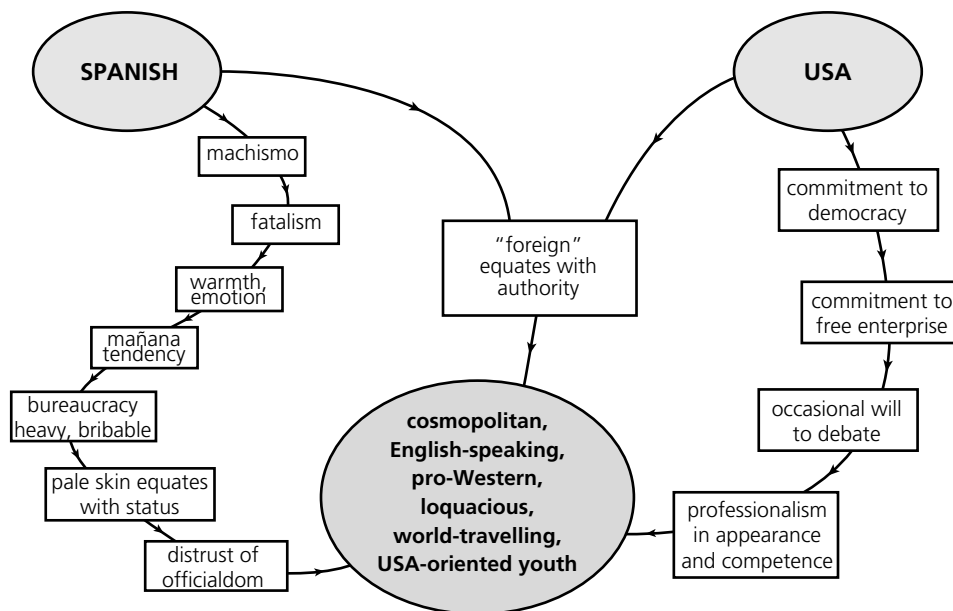 SPANISH
machismo
fatalism
warmth,
emotion
mañana
tendency
bureaucracy
heavy, bribable
pale skin equates
with status
distrust of
officialdom
“foreign”
equates with
authority
USA
commitment to
democracy
commitment to
free enterprise
occasional will
to debate
professionalism
in appearance
and competence
cosmopolitan,
English-speaking,
pro-Western,
loquacious,
world-travelling,
USA-oriented youth